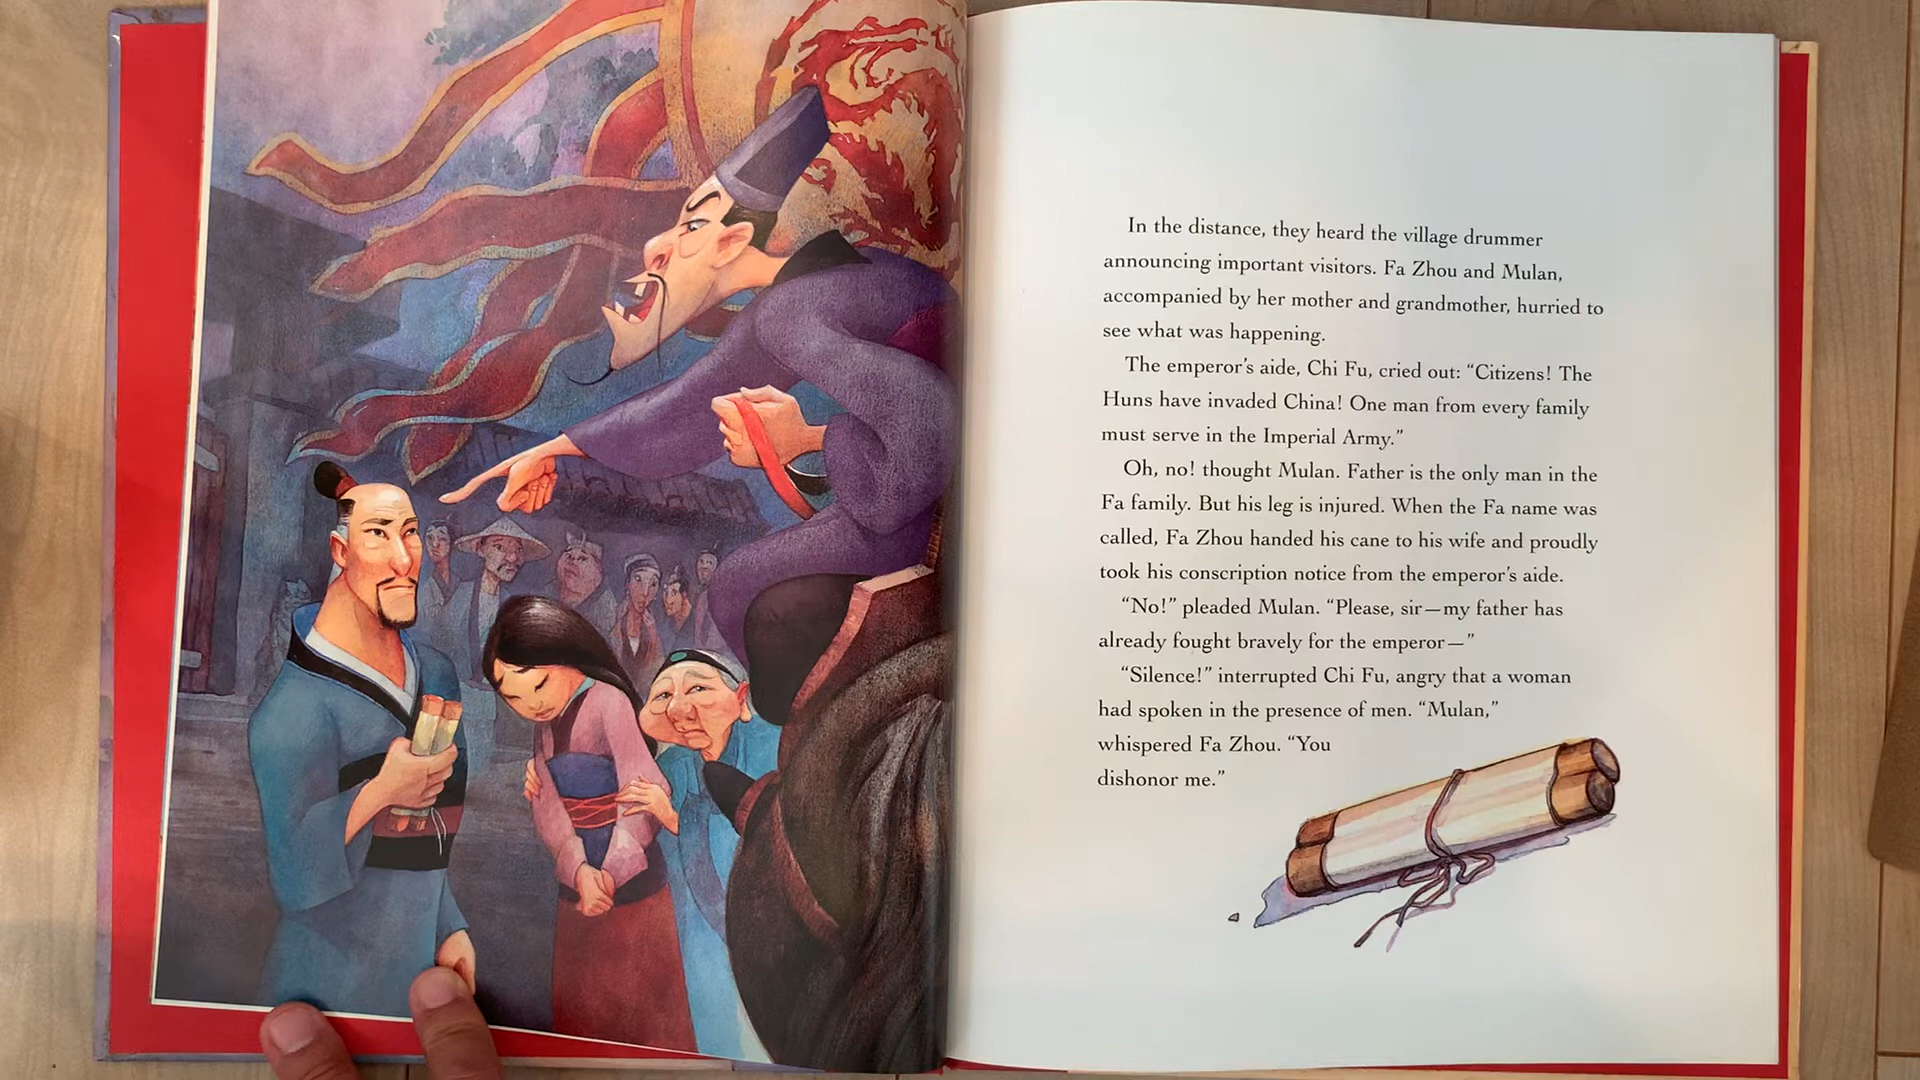 In the distance, they heard the village drummer
announcing important visitors. Fa Zhou and Mulan,
accompanied by her mother and grandmother, hurried to
see what was happening.
The emperor's aide, Chi Fu, cried out: “Citizens! The
Huns have invaded China! One man from every family
must serve in the Imperial Army.”
Oh, no! thought Mulan. Father is the only man in the
Fa family. But his leg is injured. When the Fa name was
called, Fa Zhou handed his cane to his wife and proudly
took his conscription notice from the emperor's aide.
“No!” pleaded Mulan. “Please, sir—my father has
already fought bravely for the emperor—”
“Silence!” interrupted Chi Fu, angry that a woman
had spoken in the presence of men. “Mulan,”
whispered Fa Zhou. “You
dishonor me.”